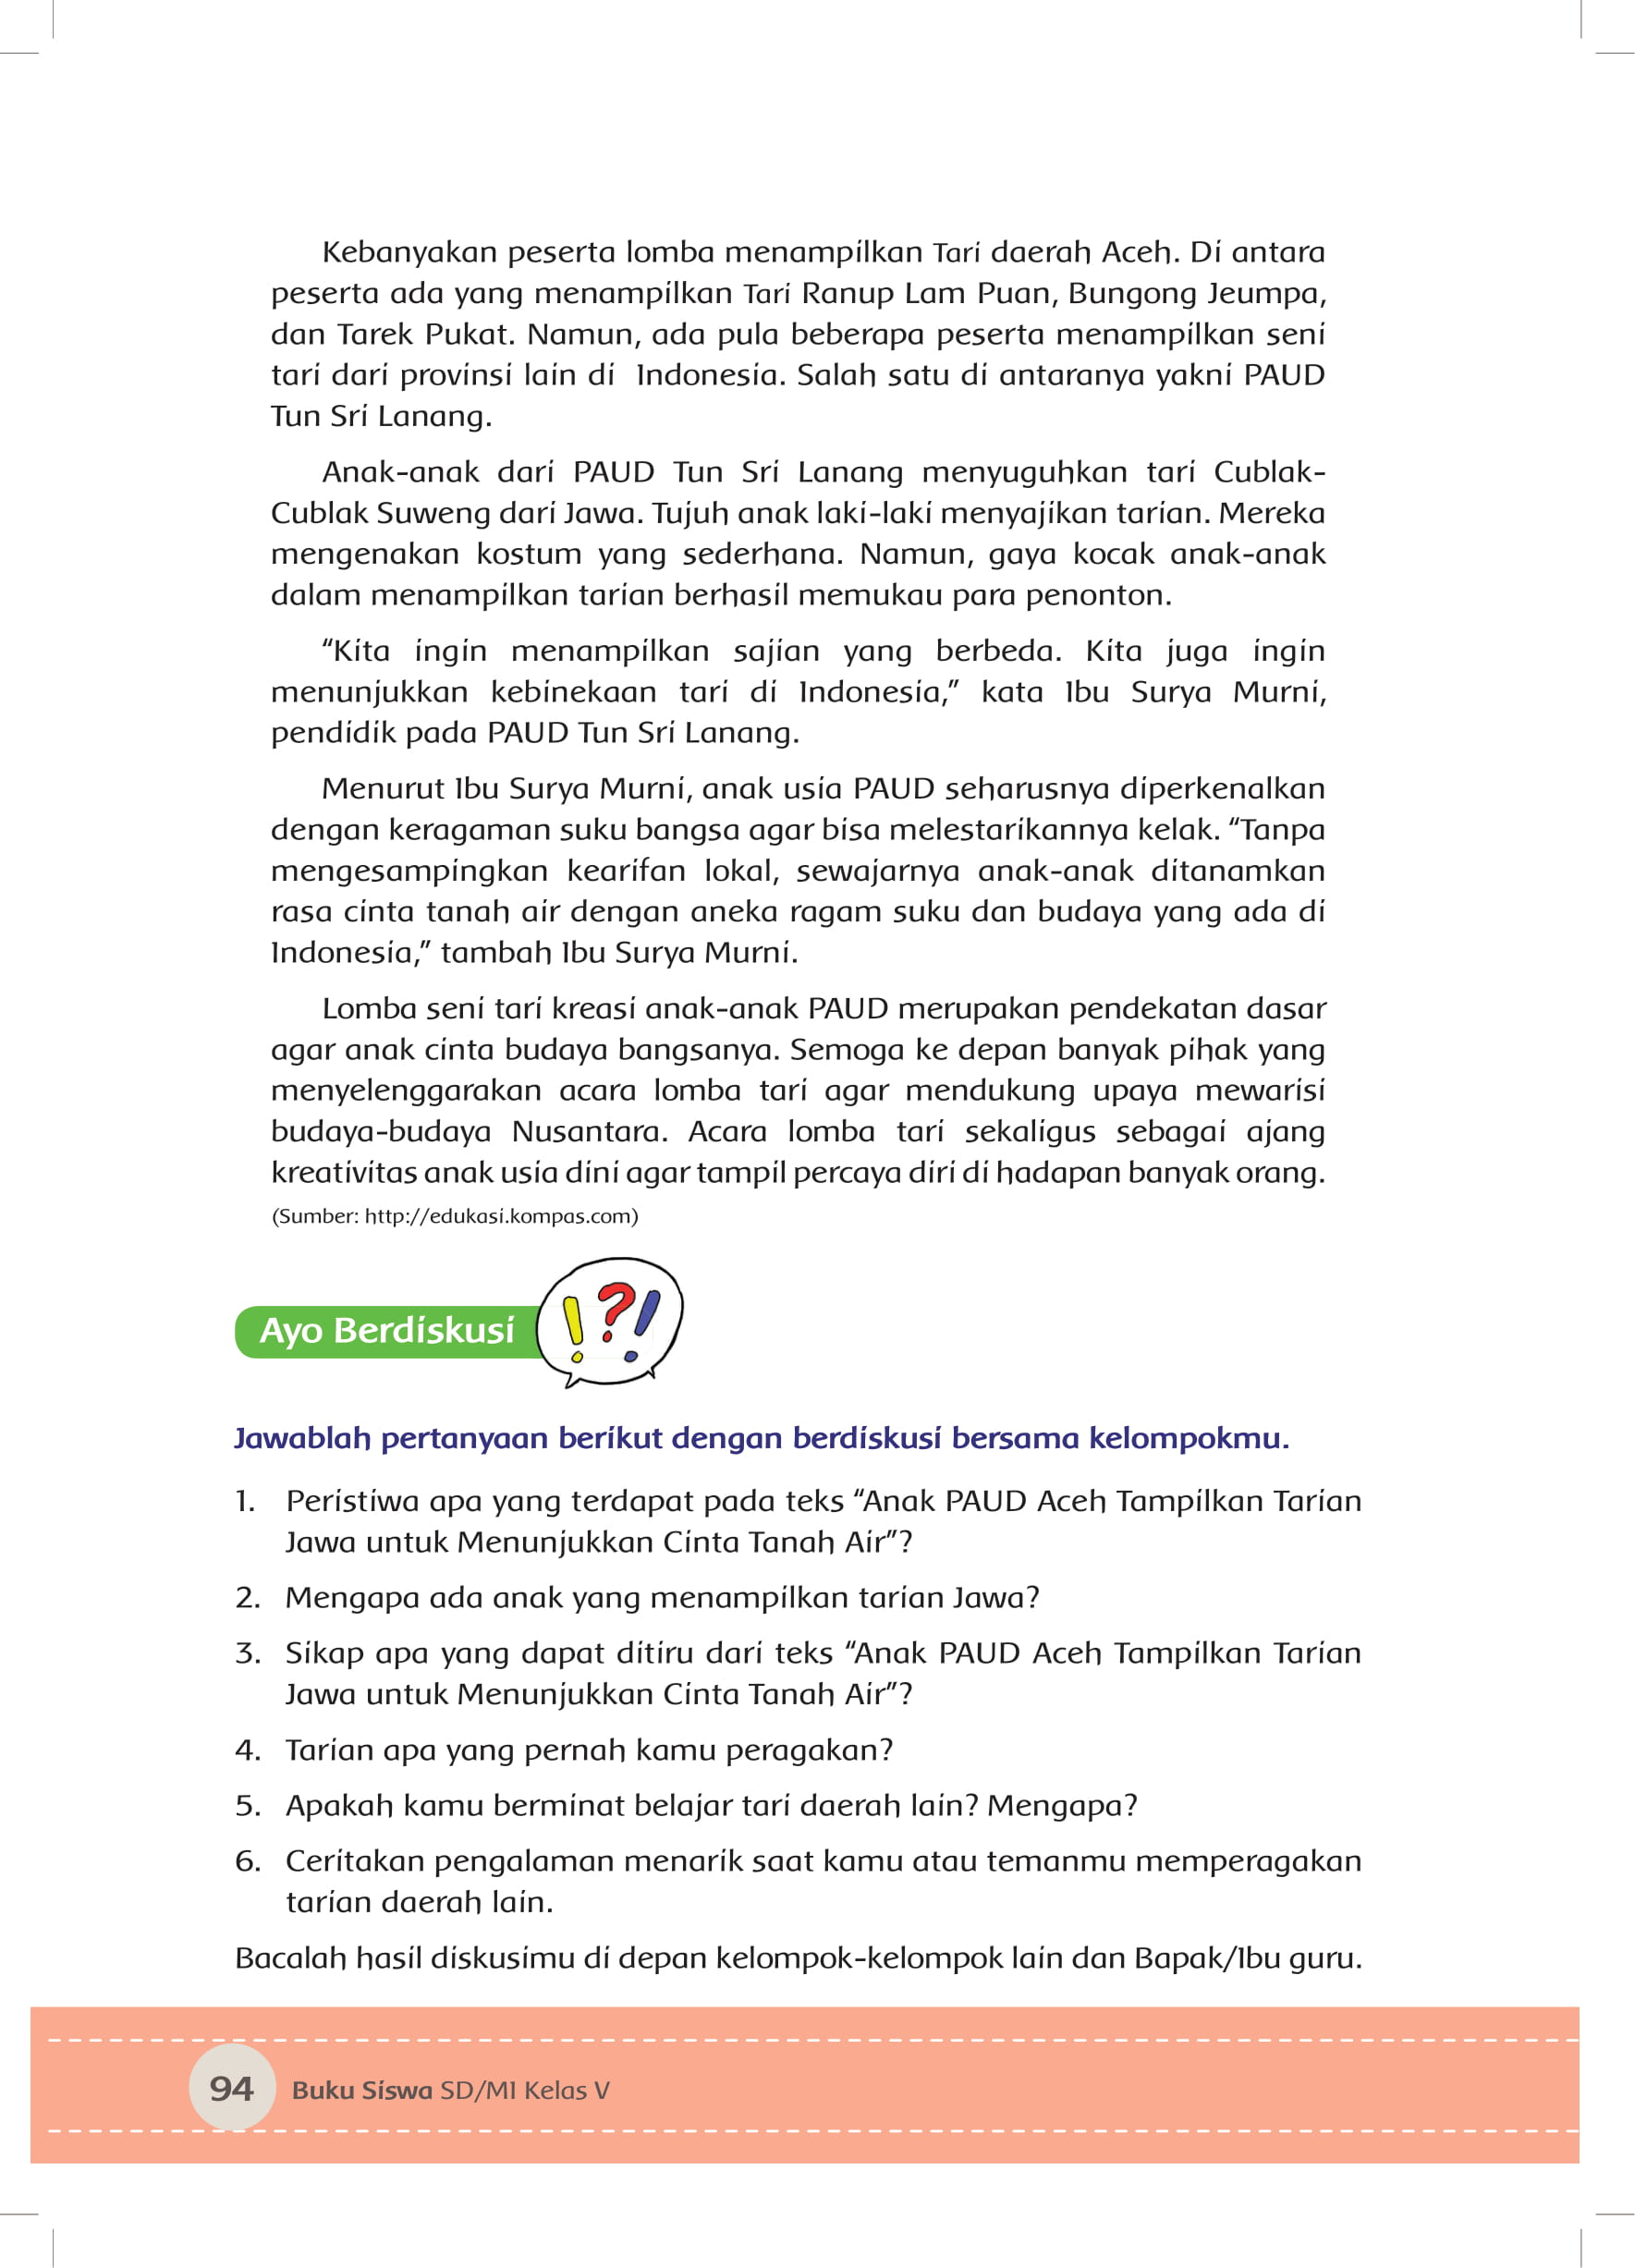 Kebanyakan peserta lomba menampilkan Tari daerah Aceh. Di antara
peserta ada yang menampilkan Tari Ranup Lam Puan, Bungong Jeumpa,
dan Tarek Pukat. Namun, ada pula beberapa peserta menampilkan seni
tari dari provinsi lain di Indonesia. Salah satu di antaranya yakni PAUD
Tun Sri Lanang.
Anak-anak dari PAUD Tun Sri Lanang menyuguhkan tari Cublak-
Cublak Suweng dari Jawa. Tujuh anak laki-laki menyajikan tarian. Mereka
mengenakan kostum yang sederhana. Namun, gaya kocak anak-anak
dalam menampilkan tarian berhasil memukau para penonton.
“Kita ingin menampilkan sajian yang berbeda. Kita juga ingin
menunjukkan kebinekaan tari di Indonesia,” kata Ibu Surya Murni,
pendidik pada PAUD Tun Sri Lanang.
Menurut Ibu Surya Murni, anak usia PAUD seharusnya diperkenalkan
dengan keragaman suku bangsa agar bisa melestarikannya kelak. “Tanpa
mengesampingkan kearifan lokal, sewajarnya anak-anak ditanamkan
rasa cinta tanah air dengan aneka ragam suku dan budaya yang ada di
Indonesia,” tambah Ibu Surya Murni.
Lomba seni tari kreasi anak-anak PAUD merupakan pendekatan dasar
agar anak cinta budaya bangsanya. Semoga ke depan banyak pihak yang
menyelenggarakan acara lomba tari agar mendukung upaya mewarisi
budaya-budaya Nusantara. Acara lomba tari sekaligus sebagai ajang
kreativitas anak usia dini agar tampil percaya diri di hadapan banyak orang.
(Sumber: http://edukasi.kompas.com)
Ayo Berdiskusi
!?!
Jawablah pertanyaan berikut dengan berdiskusi bersama kelompokmu.
1. Peristiwa apa yang terdapat pada teks “Anak PAUD Aceh Tampilkan Tarian
Jawa untuk Menunjukkan Cinta Tanah Air”?
2. Mengapa ada anak yang menampilkan tarian Jawa?
3. Sikap apa yang dapat ditiru dari teks “Anak PAUD Aceh Tampilkan Tarian
Jawa untuk Menunjukkan Cinta Tanah Air”?
4. Tarian apa yang pernah kamu peragakan?
5. Apakah kamu berminat belajar tari daerah lain? Mengapa?
6. Ceritakan pengalaman menarik saat kamu atau temanmu memperagakan
tarian daerah lain.
Bacalah hasil diskusimu di depan kelompok-kelompok lain dan Bapak/Ibu guru.
94 Buku Siswa SD/MI Kelas V